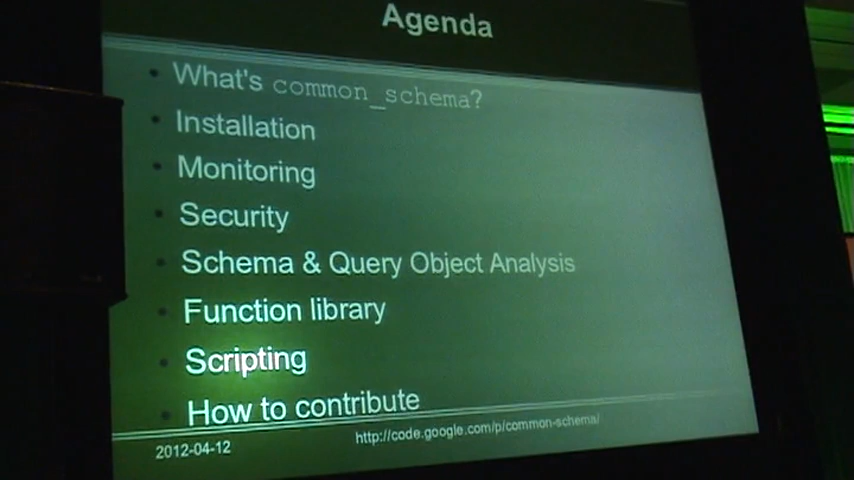 Agenda
What's common_schema?
Installation
Monitoring
Security
Schema & Query Object Analysis
Function library
Scripting
How to contribute
2012-04-12
http://code.google.com/p/common-schema/